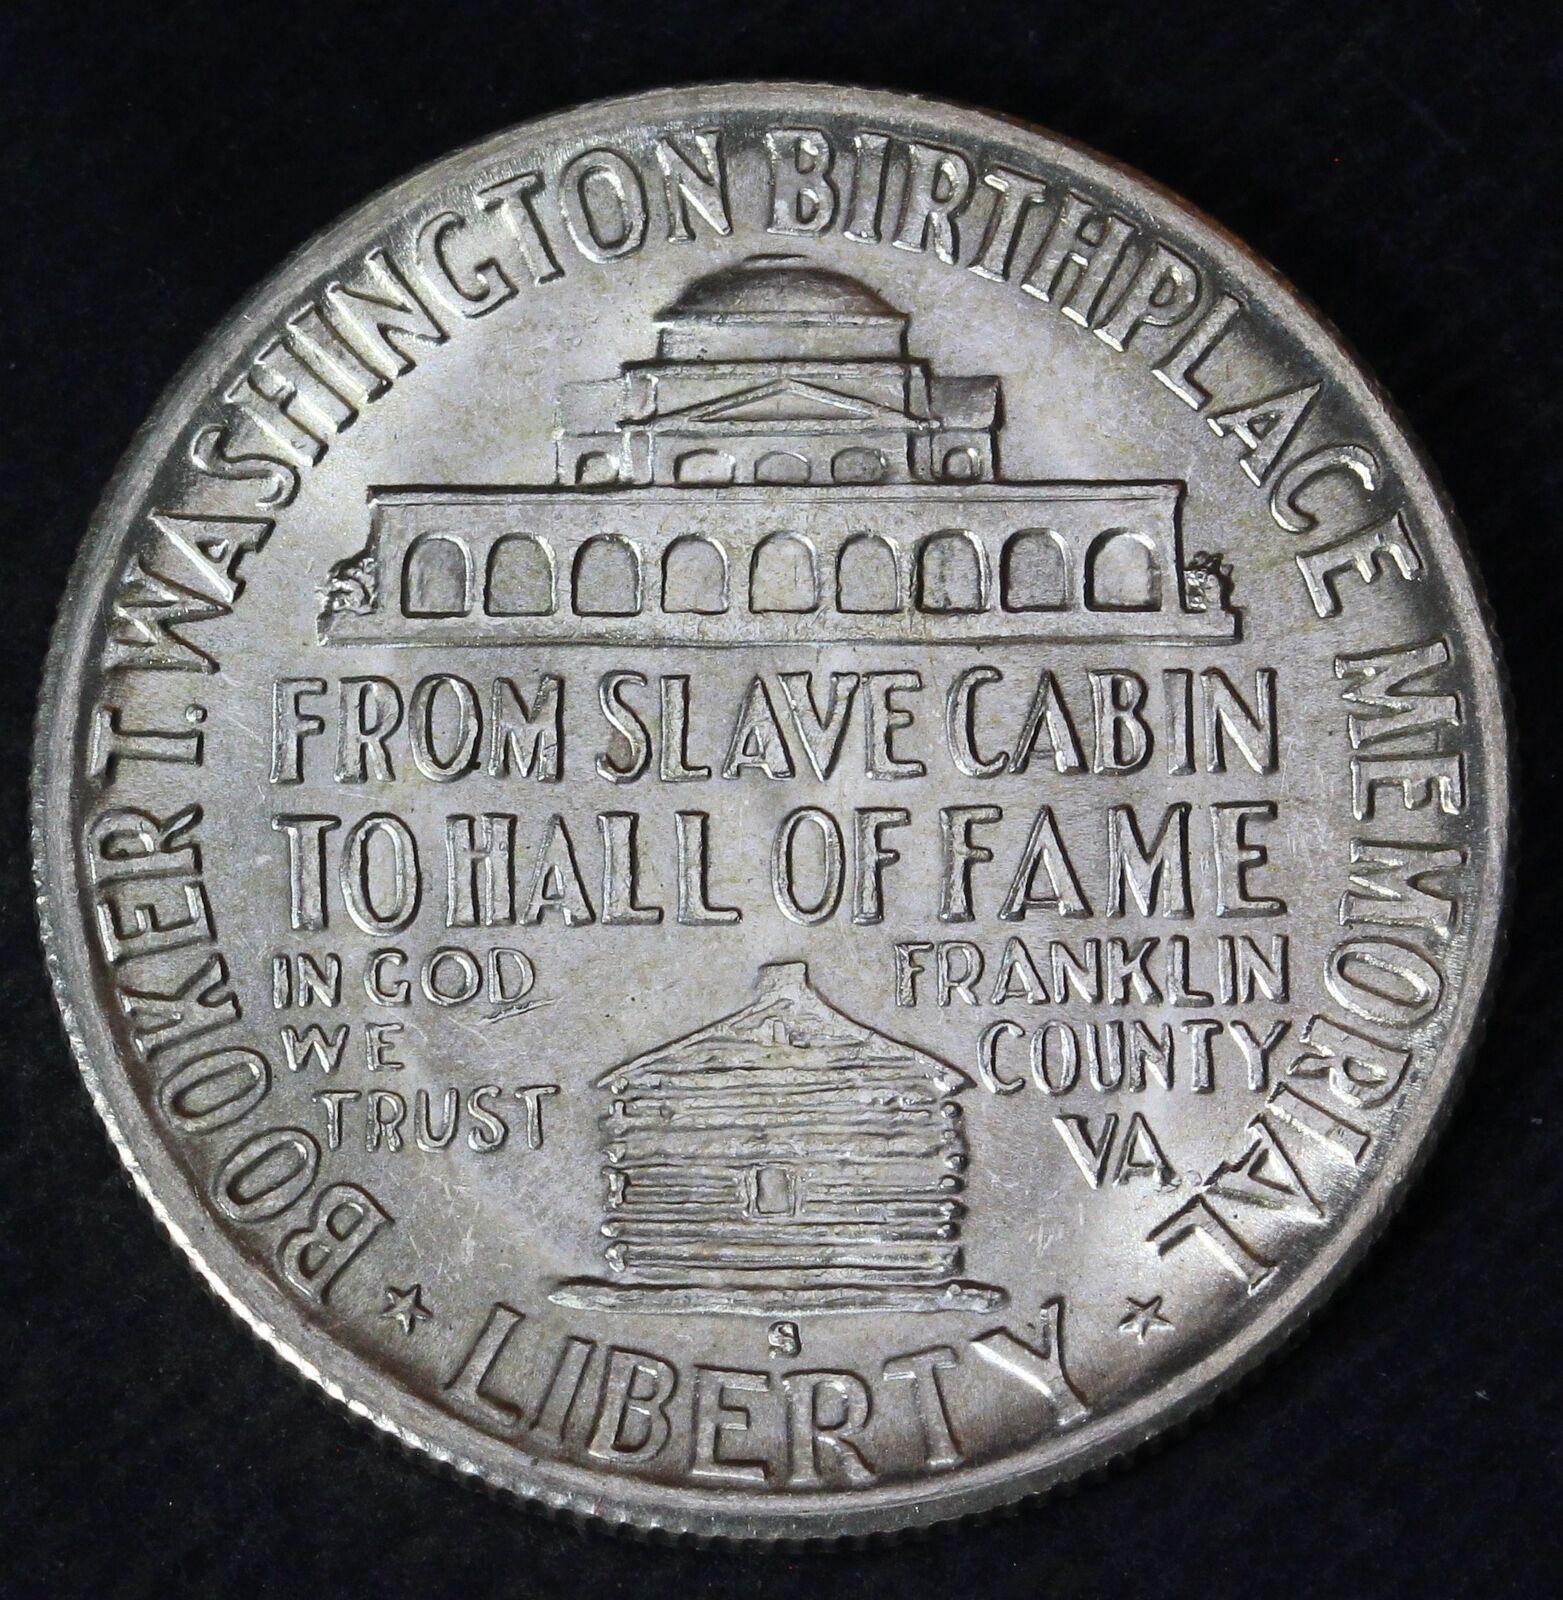 BOOKER T. WASHINGTON BIRTHPLACE MEMORIAL
FROM SLAVE CABIN
TO HALL OF FAME
IN GOD
WE
TRUST
FRANKLIN
COUNTY
VA.
S
LIBERTY